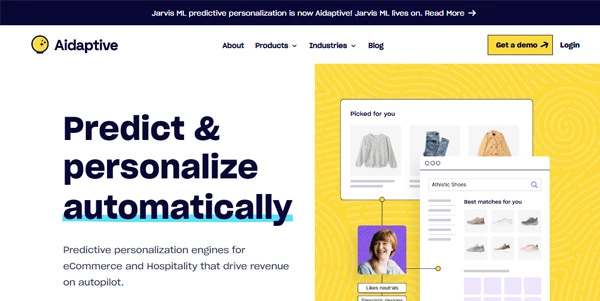 Jarvis ML predictive personalization is now Aidaptive! Jarvis ML lives on. Read More →
Aidaptive
About Products Industries Blog
Get a demo
Login
Predict &
personalize
automatically
Predictive personalization engines for
eCommerce and Hospitality that drive revenue
on autopilot.
Picked for you
Athletic Shoes
Best matches for you
Likes neutrals